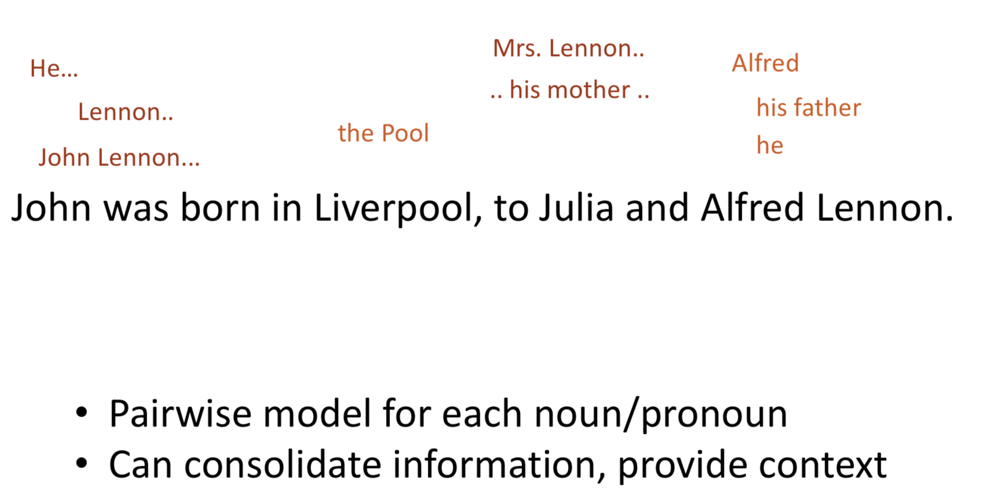 Mrs. Lennon..
Alfred
He...
.. his mother ..
his father
Lennon..
the Pool
he
John Lennon...
John was born in Liverpool, to Julia and Alfred Lennon.
• Pairwise model for each noun/pronoun
• Can consolidate information, provide context